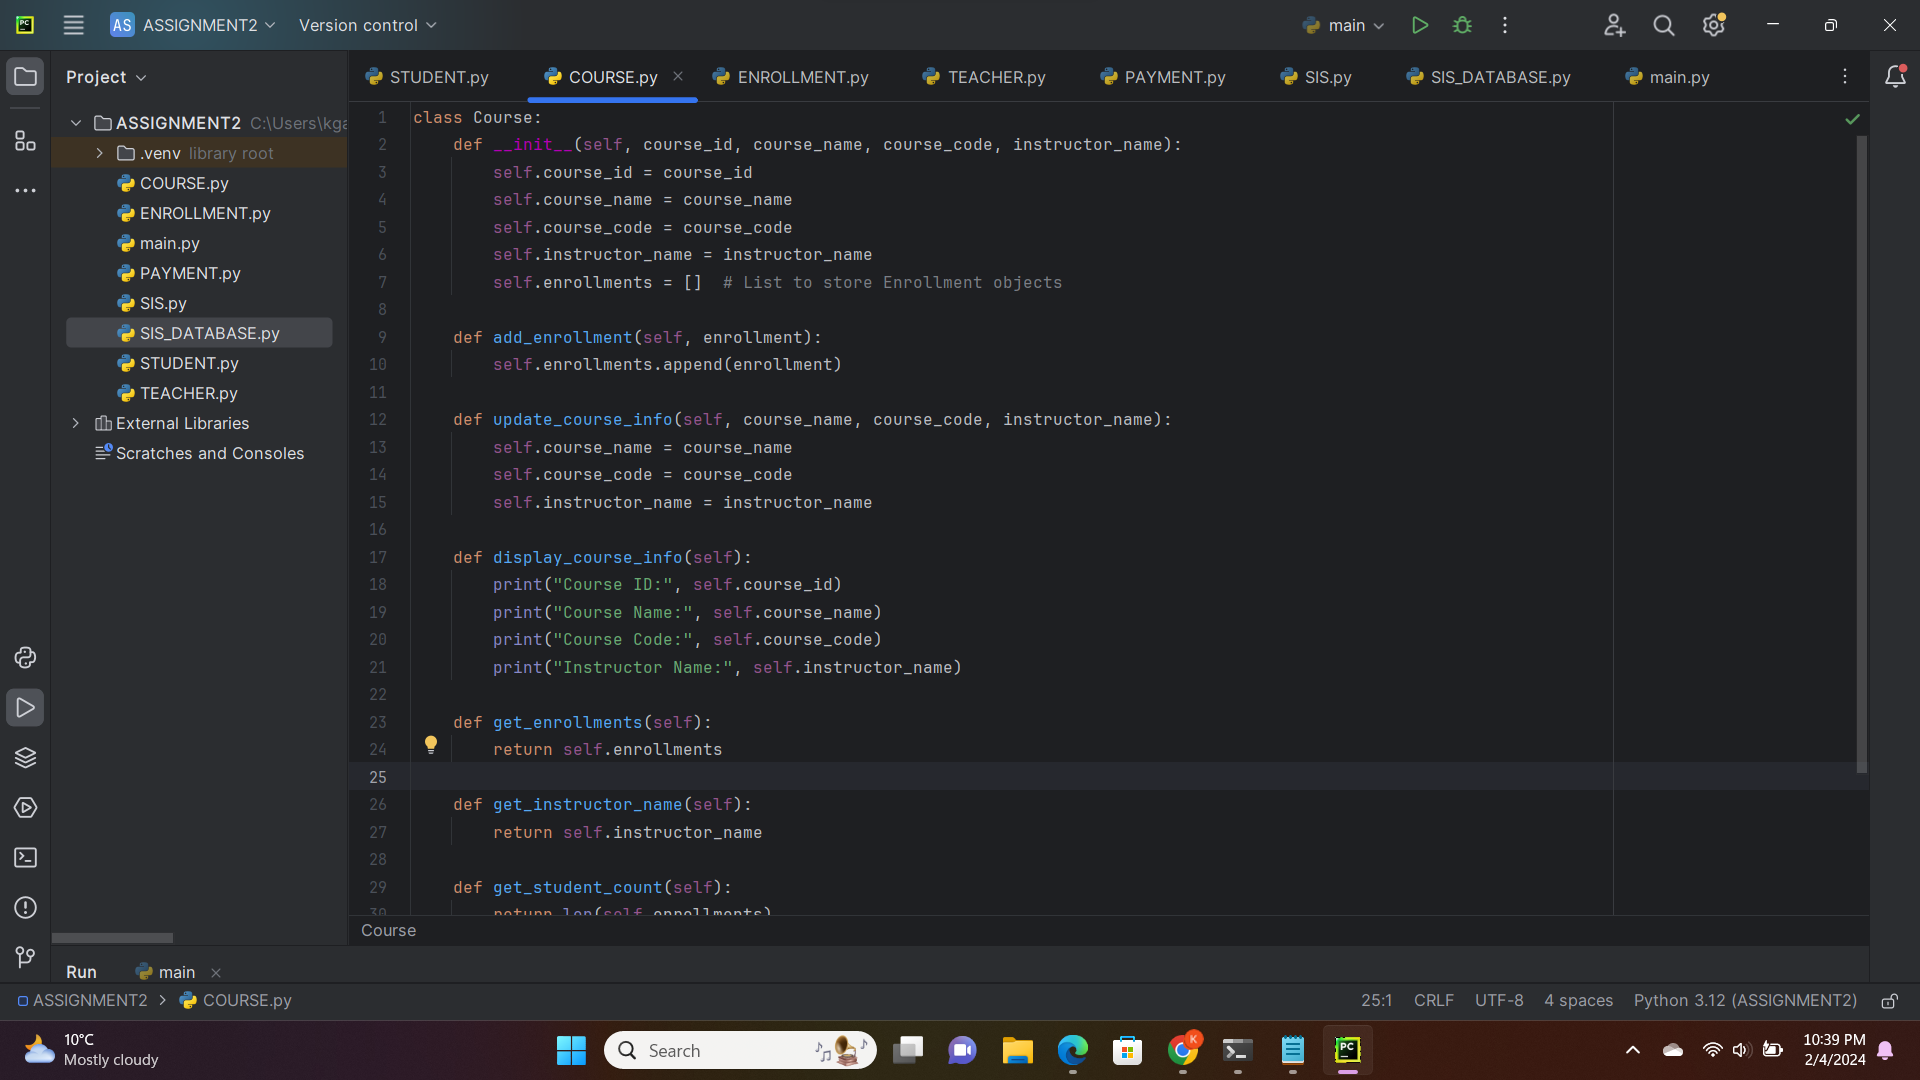 AS ASSIGNMENT2 Version control main
Project
STUDENT.py COURSE.py ENROLLMENT.py TEACHER.py PAYMENT.py SIS.py SIS_DATABASE.py main.py
ASSIGNMENT2 C:\Users\kga
.venv library root
COURSE.py
ENROLLMENT.py
main.py
PAYMENT.py
SIS.py
SIS_DATABASE.py
STUDENT.py
TEACHER.py
External Libraries
Scratches and Consoles
1 class Course:
2     def __init__(self, course_id, course_name, course_code, instructor_name):
3         self.course_id = course_id
4         self.course_name = course_name
5         self.course_code = course_code
6         self.instructor_name = instructor_name
7         self.enrollments = []  # List to store Enrollment objects
8
9     def add_enrollment(self, enrollment):
10         self.enrollments.append(enrollment)
11
12     def update_course_info(self, course_name, course_code, instructor_name):
13         self.course_name = course_name
14         self.course_code = course_code
15         self.instructor_name = instructor_name
16
17     def display_course_info(self):
18         print("Course ID:", self.course_id)
19         print("Course Name:", self.course_name)
20         print("Course Code:", self.course_code)
21         print("Instructor Name:", self.instructor_name)
22
23     def get_enrollments(self):
24         return self.enrollments
25
26     def get_instructor_name(self):
27         return self.instructor_name
28
29     def get_student_count(self):
30         return len(self.enrollments)
Course
Run main
ASSIGNMENT2 COURSE.py 25:1 CRLF UTF-8 4 spaces Python 3.12 (ASSIGNMENT2)
10°C
Mostly cloudy
Search
10:39 PM
2/4/2024